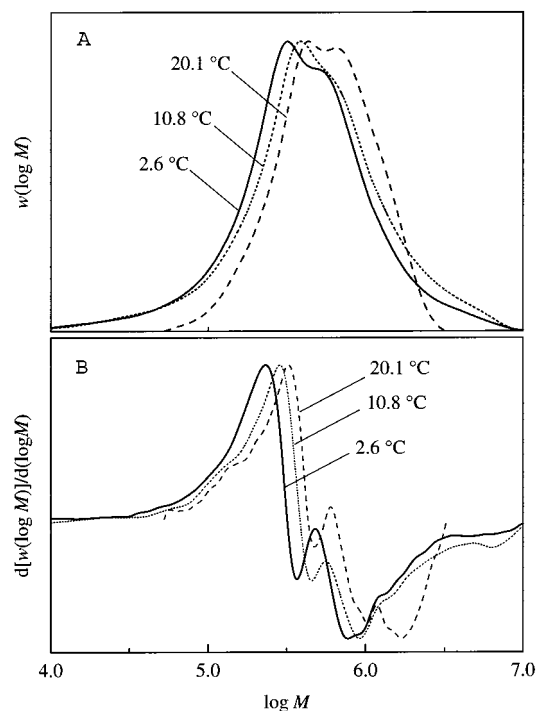 A
20.1 °C
10.8 °C
2.6 °C
w(log M)
B
20.1 °C
10.8 °C
2.6 °C
d[w(log M)]/d(logM)
4.0 5.0 6.0 7.0
log M